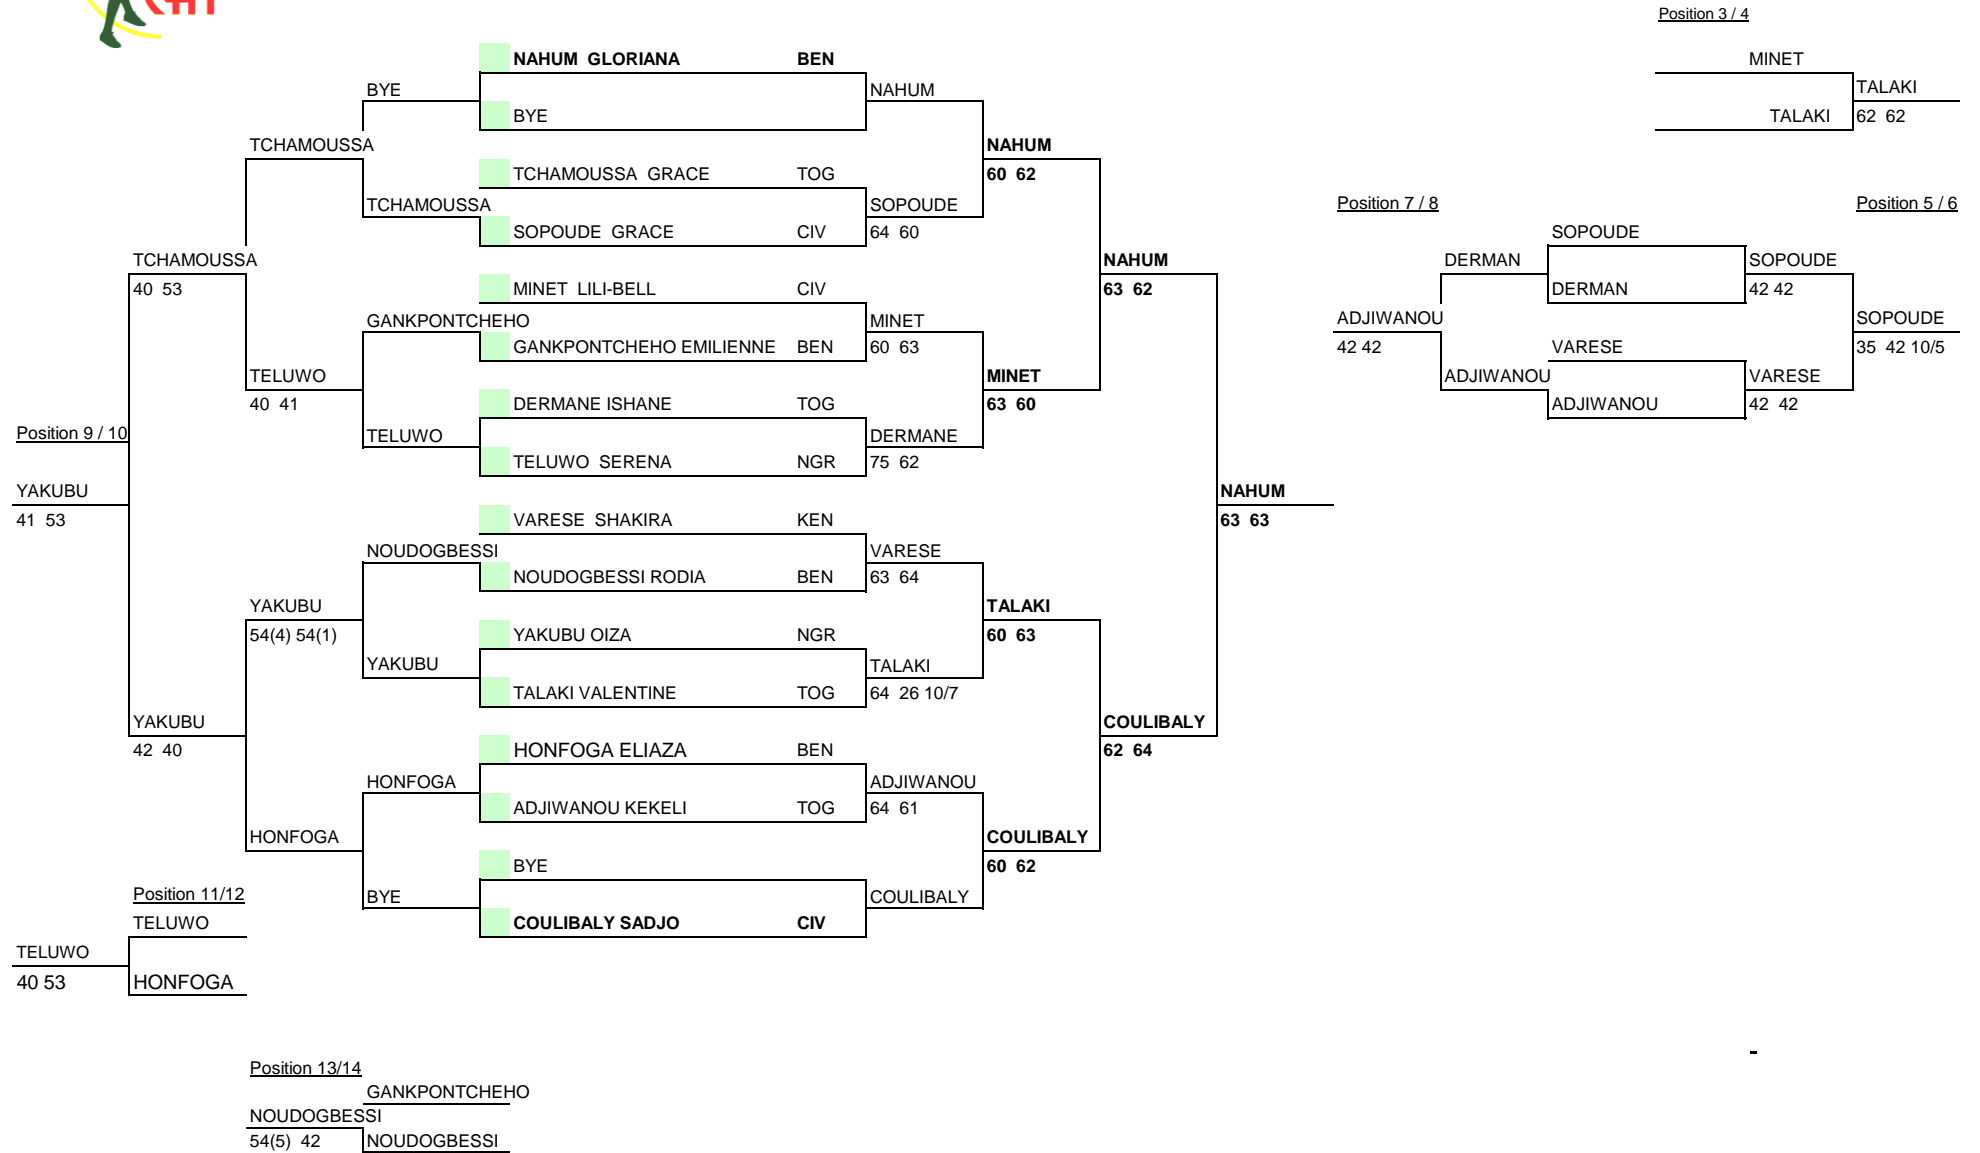 Position 3 / 4
NAHUM GLORIANA BEN MINET
BYE NAHUM TALAKI
BYE TALAKI 62 62
TCHAMOUSSA NAHUM
TCHAMOUSSA GRACE TOG 60 62
TCHAMOUSSA SOPOUDE Position 7 / 8 Position 5 / 6
SOPOUDE GRACE CIV 64 60 SOPOUDE
TCHAMOUSSA NAHUM DERMAN SOPOUDE
40 53 MINET LILI-BELL CIV 63 62 DERMAN 42 42
GANKPONTCHEHO MINET ADJIWANOU SOPOUDE
GANKPONTCHEHO EMILIENNE BEN 60 63 42 42 VARESE 35 42 10/5
TELUWO MINET ADJIWANOU VARESE
40 41 DERMANE ISHANE TOG 63 60 ADJIWANOU 42 42
Position 9 / 10 TELUWO DERMANE
TELUWO SERENA NGR 75 62
YAKUBU NAHUM
41 53 VARESE SHAKIRA KEN 63 63
NOUDOGBESSI VARESE
NOUDOGBESSI RODIA BEN 63 64
YAKUBU TALAKI
54(4) 54(1) YAKUBU OIZA NGR 60 63
YAKUBU TALAKI
TALAKI VALENTINE TOG 64 26 10/7
YAKUBU COULIBALY
42 40 HONFOGA ELIAZA BEN 62 64
HONFOGA ADJIWANOU
ADJIWANOU KEKELI TOG 64 61
HONFOGA COULIBALY
BYE 60 62
Position 11/12 BYE COULIBALY
TELUWO COULIBALY SADJO CIV
TELUWO
40 53 HONFOGA
-
Position 13/14
GANKPONTCHEHO
NOUDOGBESSI
54(5) 42 NOUDOGBESSI